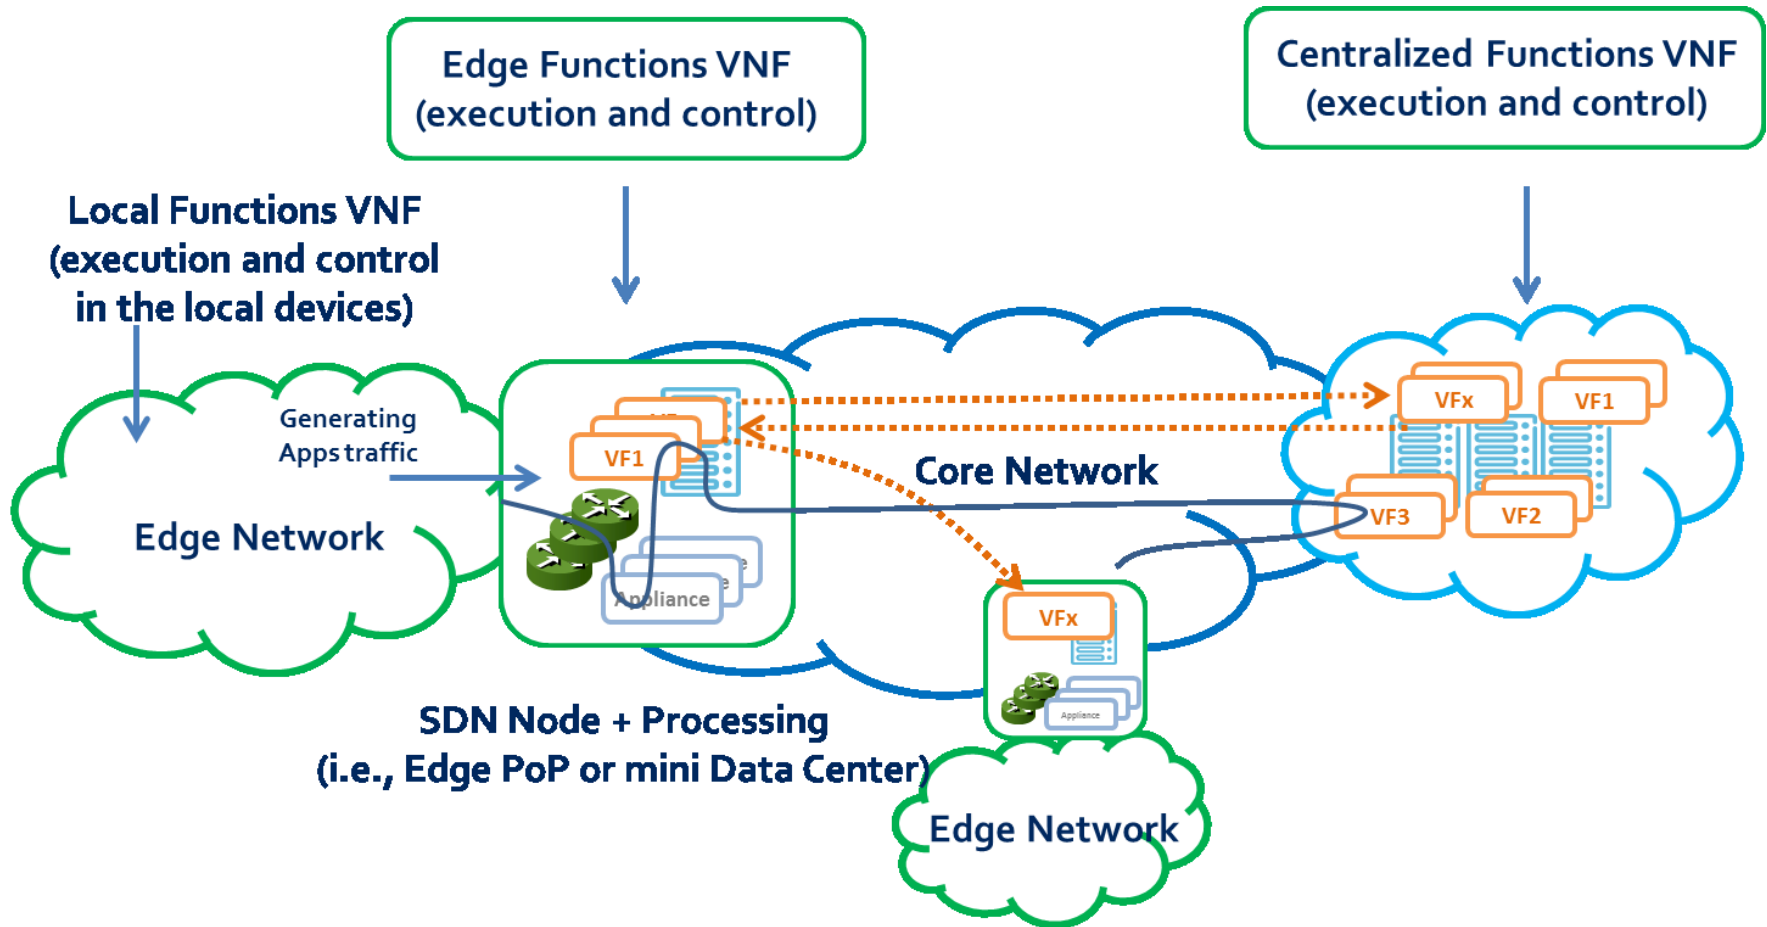 Edge Functions VNF
(execution and control)
Centralized Functions VNF
(execution and control)
Local Functions VNF
(execution and control
in the local devices)
Generating
Apps traffic
Edge Network
VF1
Appliance
Core Network
VFx
VF1
VF3
VF2
VFx
Appliance
SDN Node + Processing
(i.e., Edge PoP or mini Data Center)
Edge Network